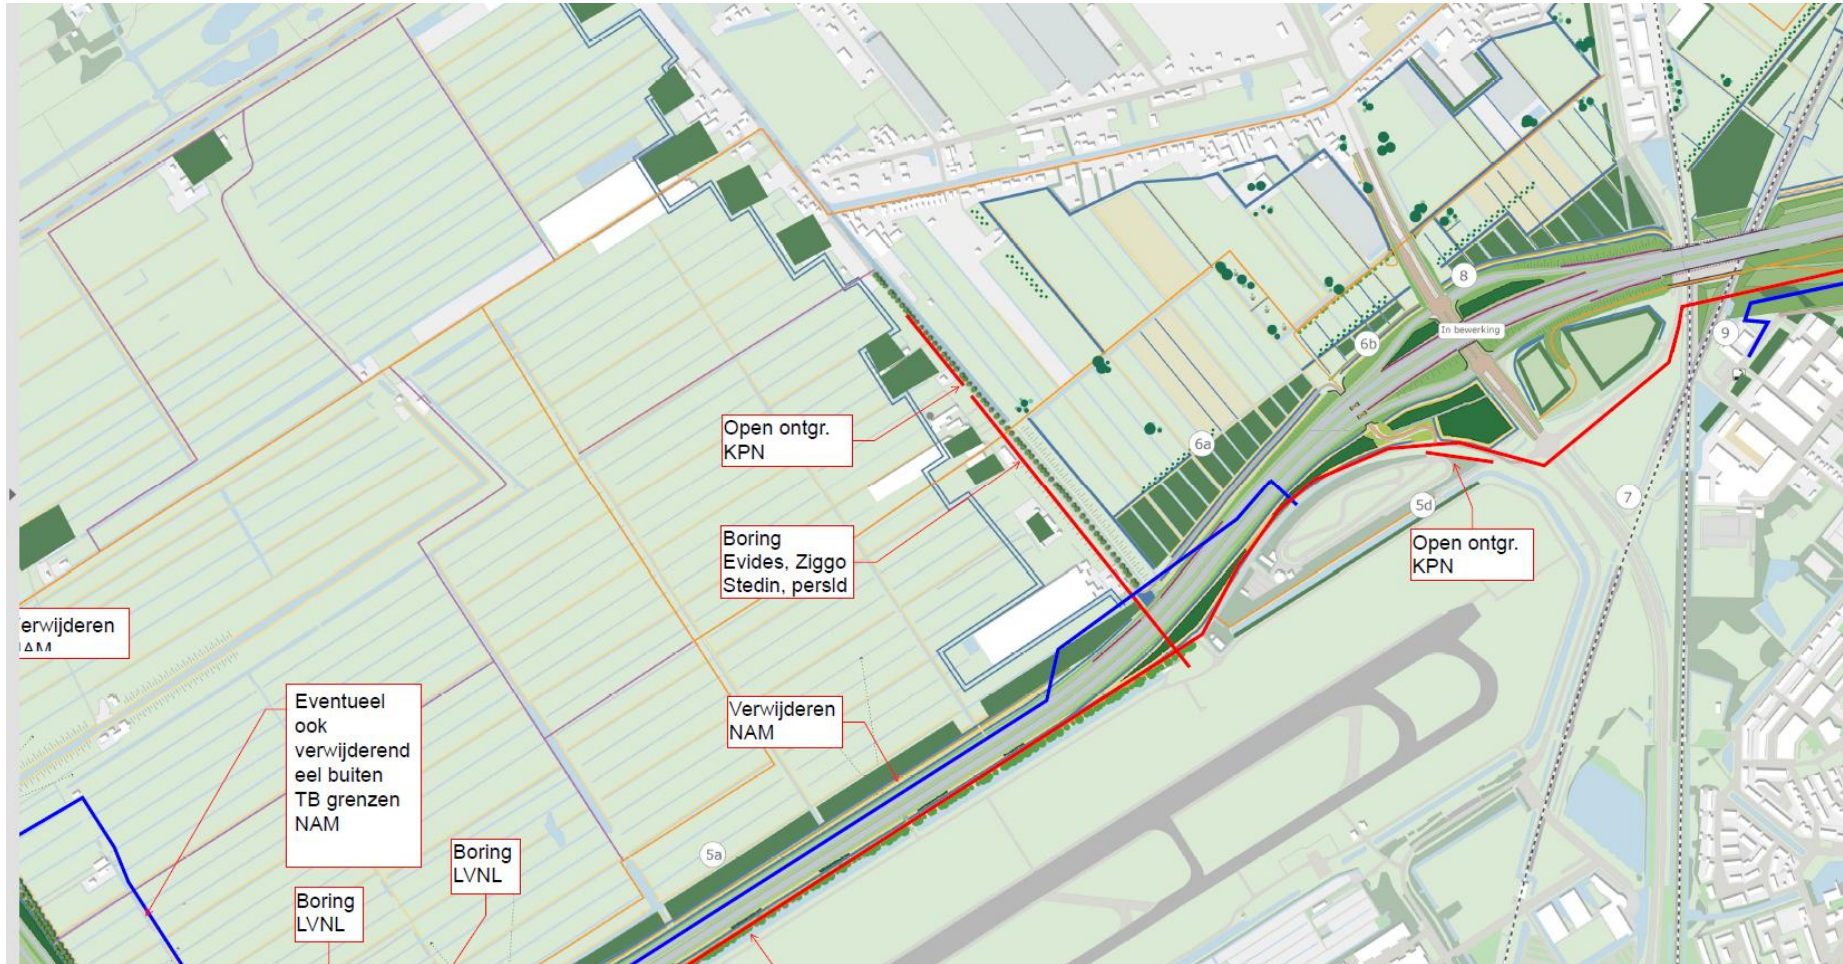 8
In bewerking
9
6b
Open ontgr.
KPN
6a
7
5d
Boring
Evides, Ziggo
Stedin, persld
Open ontgr.
KPN
erwijderen
Eventueel
ook
verwijderend
eel buiten
TB grenzen
NAM
Verwijderen
NAM
5a
Boring
LVNL
Boring
LVNL